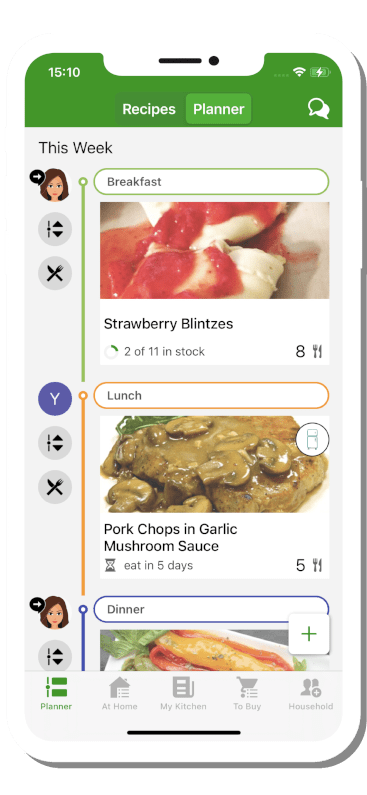 15:10
Recipes Planner
This Week
Breakfast
Strawberry Blintzes
2 of 11 in stock 8
Y Lunch
Pork Chops in Garlic
Mushroom Sauce
eat in 5 days 5
Dinner
+
Planner At Home My Kitchen To Buy Household